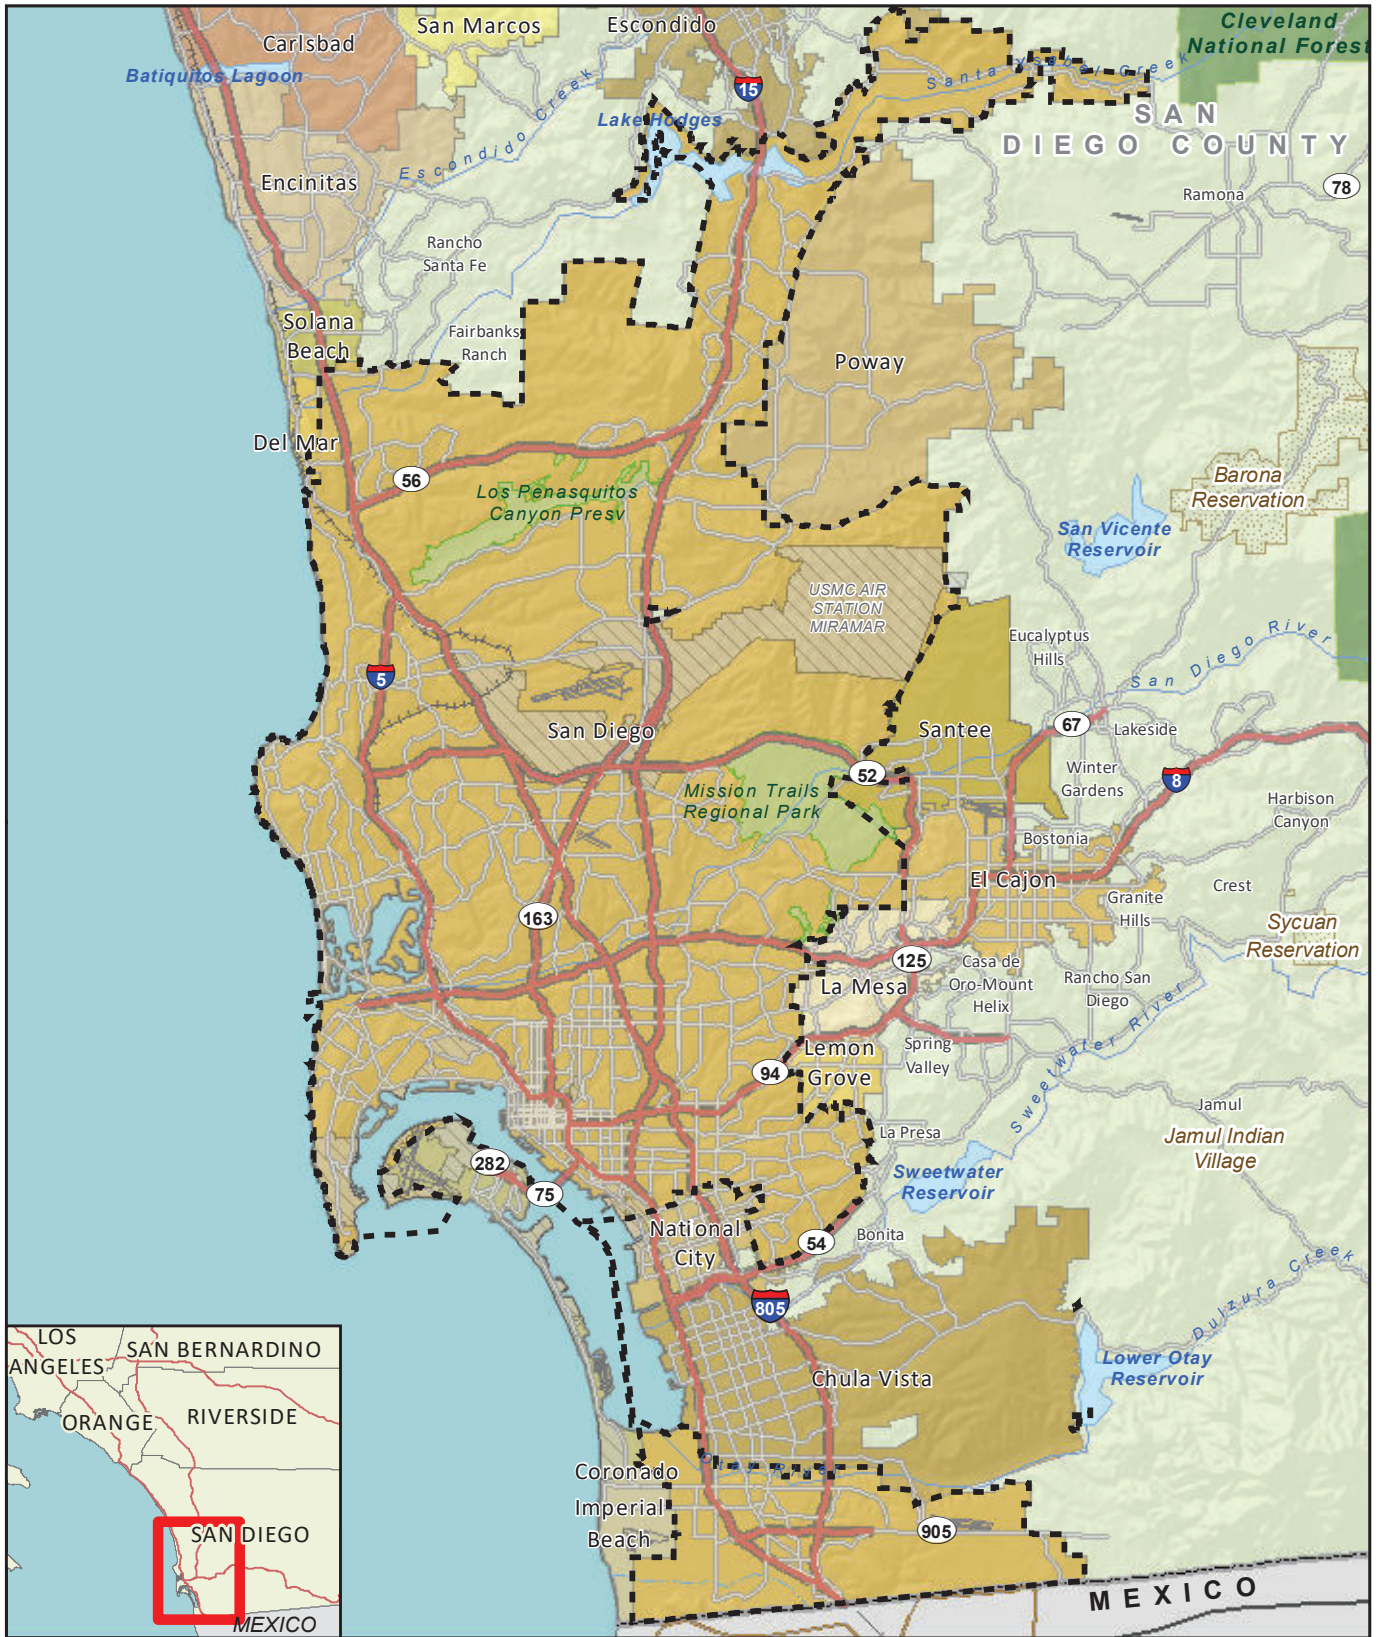 San Marcos
Escondido
Cleveland
National Forest
Carlsbad
Batiquitos Lagoon
15
Santa Ysabel Creek
Escondido Creek
Lake Hodges
SAN
DIEGO COUNTY
Encinitas
78
Ramona
Rancho
Santa Fe
Solana
Beach
Fairbanks
Ranch
Poway
Del Mar
56
Los Penasquitos
Canyon Presv
Barona
Reservation
San Vicente
Reservoir
USMC AIR
STATION
MIRAMAR
Eucalyptus
Hills
San Diego River
5
San Diego
Santee
67
Lakeside
52
Winter
Gardens
8
Mission Trails
Regional Park
Harbison
Canyon
Bostonia
El Cajon
Crest
Granite
Hills
163
Sycuan
Reservation
125
Casa de
Oro-Mount
Helix
Rancho San
Diego
La Mesa
Sweetwater River
Lemon
Grove
Spring
Valley
94
Jamul
La Presa
Jamul Indian
Village
282
75
Sweetwater
Reservoir
National
City
54
Bonita
Dulzura Creek
805
Lower Otay
Reservoir
Chula Vista
Otay River
Coronado
Imperial
Beach
905
MEXICO
LOS
ANGELES
SAN BERNARDINO
ORANGE
RIVERSIDE
SAN DIEGO
MEXICO